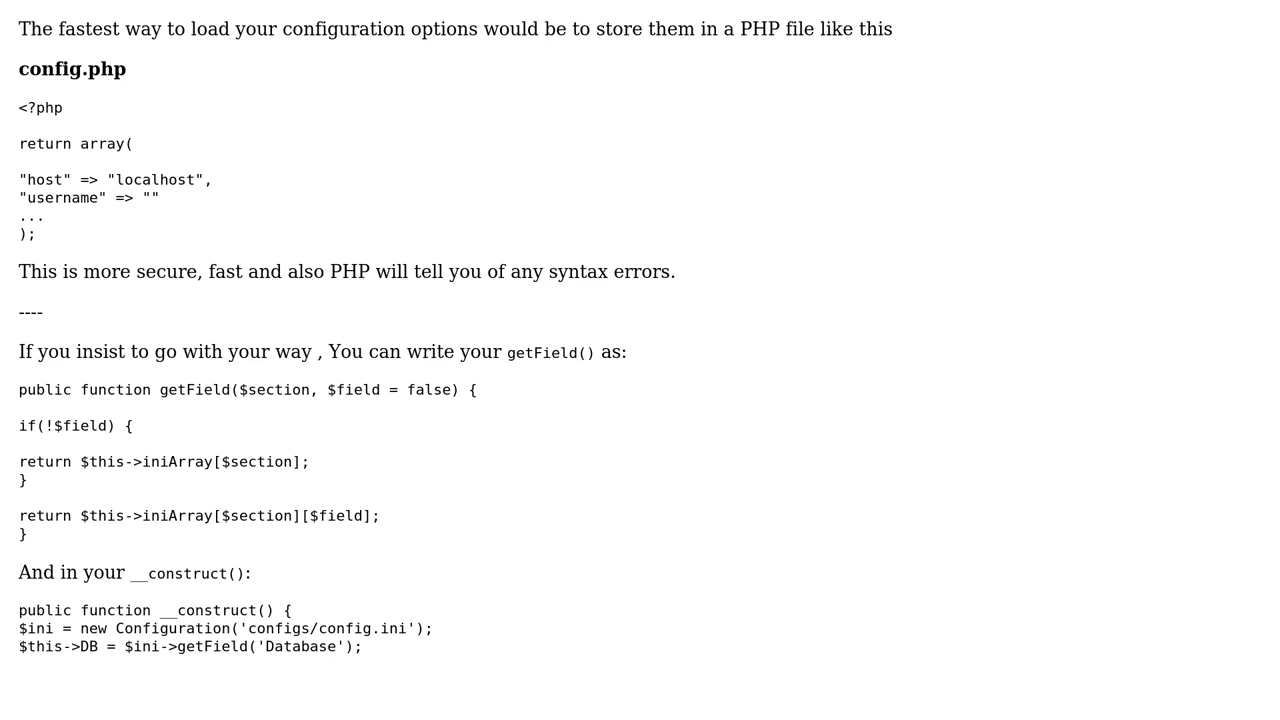 The fastest way to load your configuration options would be to store them in a PHP file like this
config.php
<?php
return array(
"host" => "localhost",
"username" => ""
...
);
This is more secure, fast and also PHP will tell you of any syntax errors.
----
If you insist to go with your way , You can write your getField() as:
public function getField($section, $field = false) {
if(!$field) {
return $this->iniArray[$section];
}
return $this->iniArray[$section][$field];
}
And in your __construct():
public function __construct() {
$ini = new Configuration('configs/config.ini');
$this->DB = $ini->getField('Database');